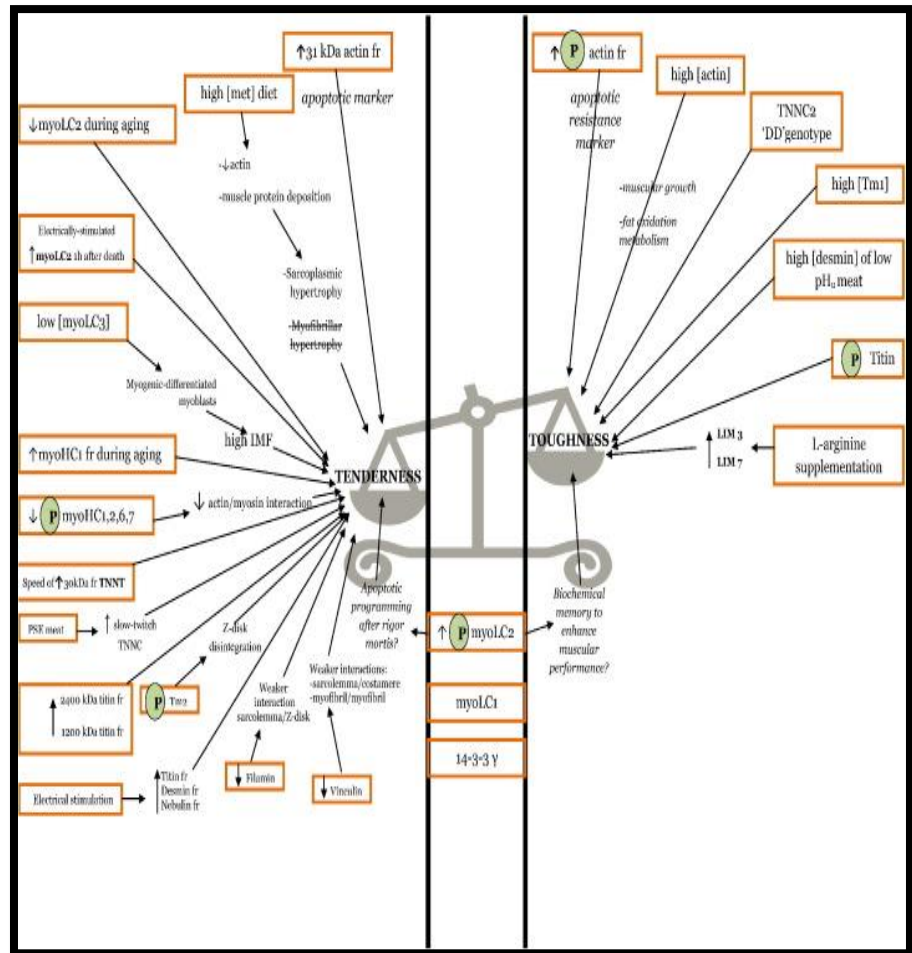 ↑31 kDa actin fr
apoptotic marker
high [met] diet
-↓actin
-muscle protein deposition
-Sarcoplasmic
hypertrophy
-Myofibrillar
hypertrophy
↓myoLC2 during aging
Electrically-stimulated
↑myoLC2 1h after death
low [myoLC3]
Myogenic-differentiated
myoblasts
high IMF
↑myoHC1 fr during aging
↓ P myoHC1,2,6,7
↓ actin/myosin interaction
Speed of ↑30kDa fr TNNT
PSE meat
↑ slow-twitch
TNNC
Z-disk
disintegration
P Tm2
↑ 2400 kDa titin fr
1200 kDa titin fr
Electrical stimulation
↑ Titin fr
Desmin fr
Nebulin fr
Weaker
interaction
sarcolemma/Z-disk
↓ Filamin
Weaker interactions:
-sarcolemma/costamere
-myofibril/myofibril
↓ Vinculin
TENDERNESS
Apoptotic
programming
after rigor
mortis?
↑ P myoLC2
myoLC1
14-3-3 γ
↑ P actin fr
apoptotic
resistance
marker
high [actin]
-muscular growth
-fat oxidation
metabolism
TNNC2
'DD'genotype
high [Tm1]
high [desmin] of low
pHu meat
P Titin
L-arginine
supplementation
↑ LIM 3
LIM 7
TOUGHNESS
Biochemical
memory to
enhance
muscular
performance?